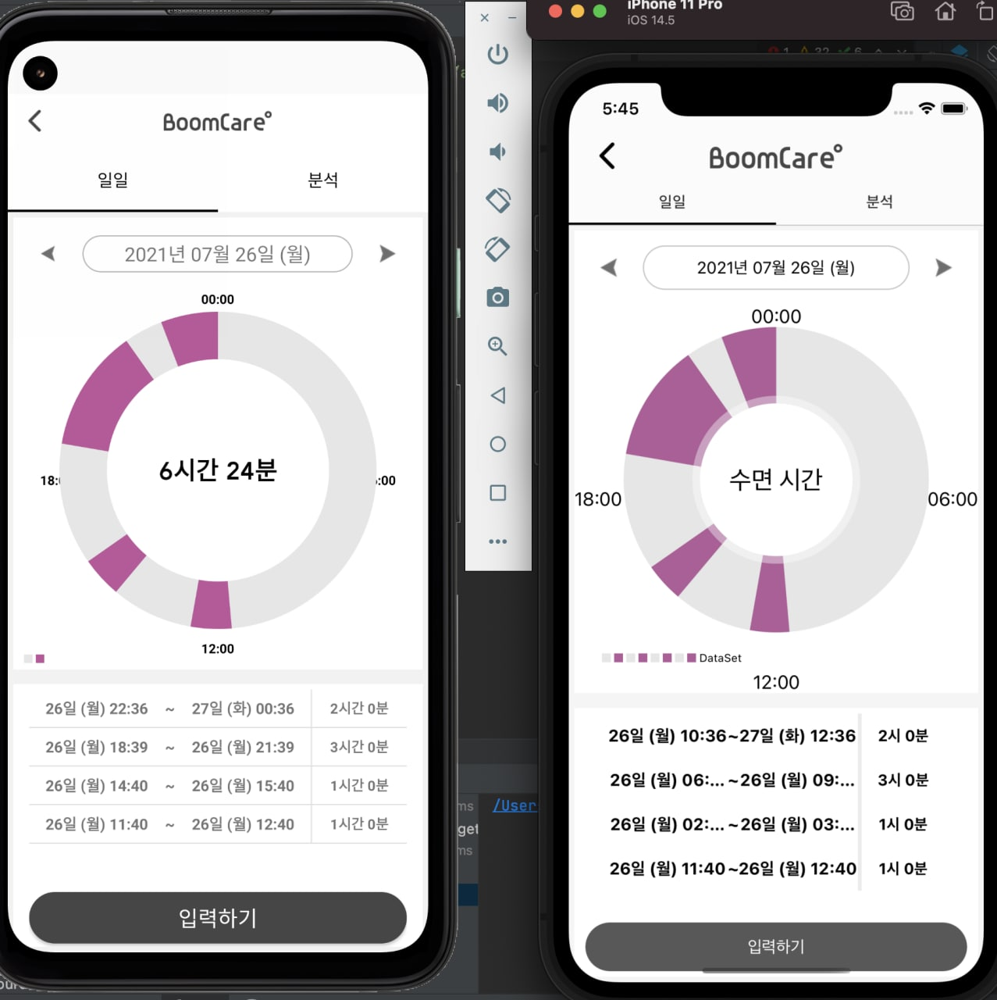 BoomCare°
일일
분석
2021년 07월 26일 (월)
00:00
18:
:00
6시간 24분
12:00
26일 (월) 22:36 ~ 27일 (화) 00:36 2시간 0분
26일 (월) 18:39 ~ 26일 (월) 21:39 3시간 0분
26일 (월) 14:40 ~ 26일 (월) 15:40 1시간 0분
26일 (월) 11:40 ~ 26일 (월) 12:40 1시간 0분
입력하기
ms
/User
get
ms
iPhone 11 Pro
iOS 14.5
1 32 6
5:45
BoomCare°
일일
분석
2021년 07월 26일 (월)
00:00
18:00
06:00
수면 시간
DataSet
12:00
26일 (월) 10:36~27일 (화) 12:36 2시 0분
26일 (월) 06:... ~26일 (월) 09:... 3시 0분
26일 (월) 02:... ~26일 (월) 03:... 1시 0분
26일 (월) 11:40~26일 (월) 12:40 1시 0분
입력하기